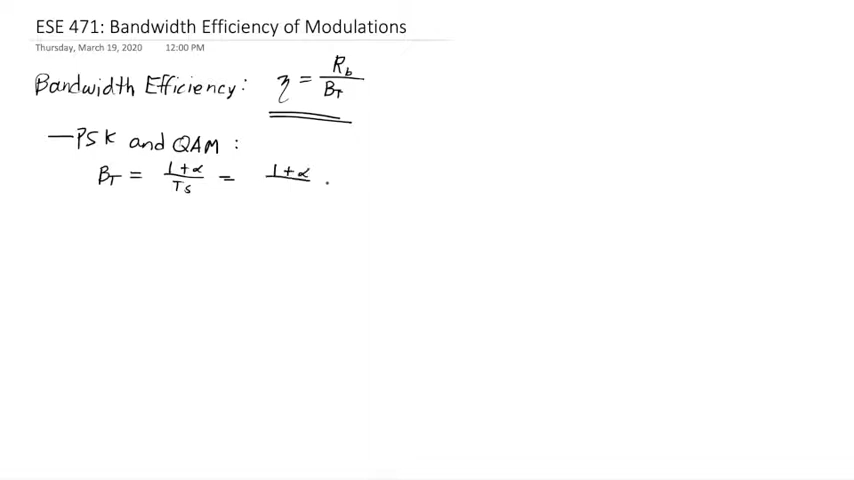 ESE 471: Bandwidth Efficiency of Modulations
Thursday, March 19, 2020 12:00 PM
Bandwidth Efficiency: η = R_b / B_T
— PSK and QAM:
B_T = 1+α / T_s = 1+α